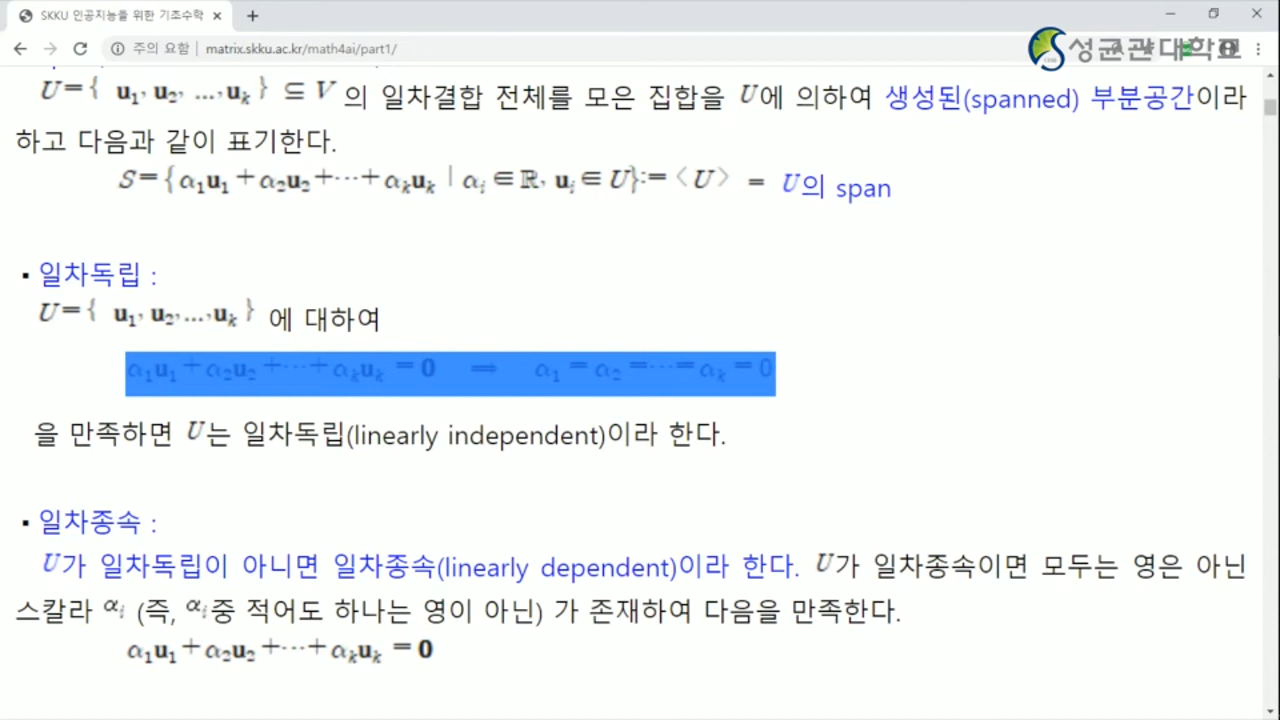 SKKU 인공지능을 위한 기초수학
주의 요함 | matrix.skku.ac.kr/math4ai/part1/
성균관대학교
U={ u₁, u₂, ...,uₖ } ⊆ V 의 일차결합 전체를 모은 집합을 U에 의하여 생성된(spanned) 부분공간이라
하고 다음과 같이 표기한다.
S={α₁u₁+α₂u₂+⋯+αₖuₖ | αᵢ∈ℝ, uᵢ∈U}:=〈U〉 = U의 span
▪ 일차독립 :
U={ u₁, u₂,...,uₖ } 에 대하여
α₁u₁+α₂u₂+⋯+αₖuₖ=0 ⟹ α₁=α₂=⋯=αₖ=0
을 만족하면 U는 일차독립(linearly independent)이라 한다.
▪ 일차종속 :
U가 일차독립이 아니면 일차종속(linearly dependent)이라 한다. U가 일차종속이면 모두는 영은 아닌
스칼라 αᵢ (즉, αᵢ중 적어도 하나는 영이 아닌) 가 존재하여 다음을 만족한다.
α₁u₁+α₂u₂+⋯+αₖuₖ=0